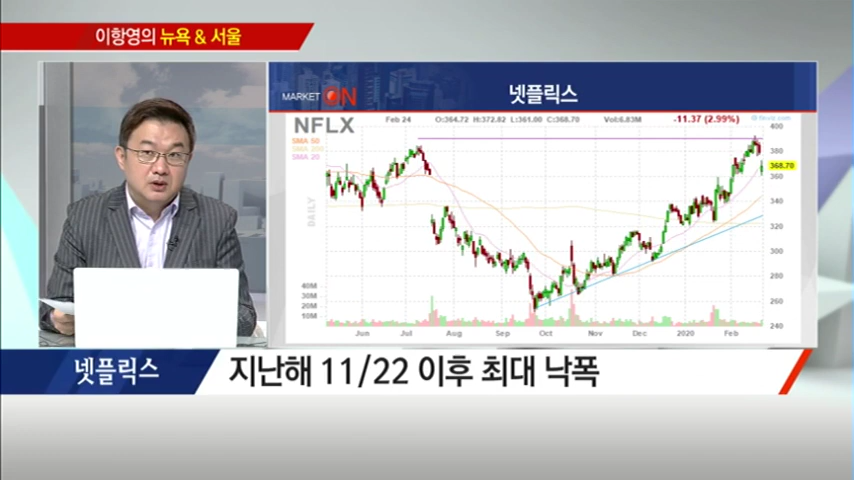 이항영의 뉴욕 & 서울
MARKET ON
넷플릭스
NFLX
Feb 24 O:364.72 H:372.82 L:361.00 C:368.70 Vol:6.83M -11.37 (2.99%)
SMA 50
SMA 200
SMA 20
DAILY
400
380
368.70
360
340
320
300
280
260
240
40M
30M
20M
10M
Jun Jul Aug Sep Oct Nov Dec 2020 Feb
넷플릭스
지난해 11/22 이후 최대 낙폭